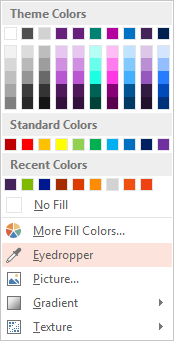 Theme Colors
Standard Colors
Recent Colors
No Fill
More Fill Colors...
Eyedropper
Picture...
Gradient
Texture